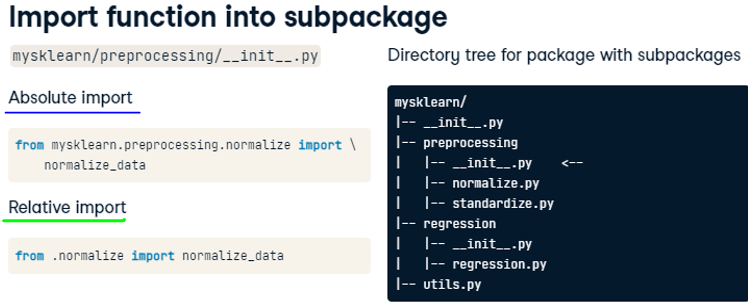 Import function into subpackage
mysklearn/preprocessing/__init__.py
Absolute import
from mysklearn.preprocessing.normalize import \
    normalize_data
Relative import
from .normalize import normalize_data
Directory tree for package with subpackages
mysklearn/
|-- __init__.py
|-- preprocessing
|   |-- __init__.py    <--
|   |-- normalize.py
|   |-- standardize.py
|-- regression
|   |-- __init__.py
|   |-- regression.py
|-- utils.py